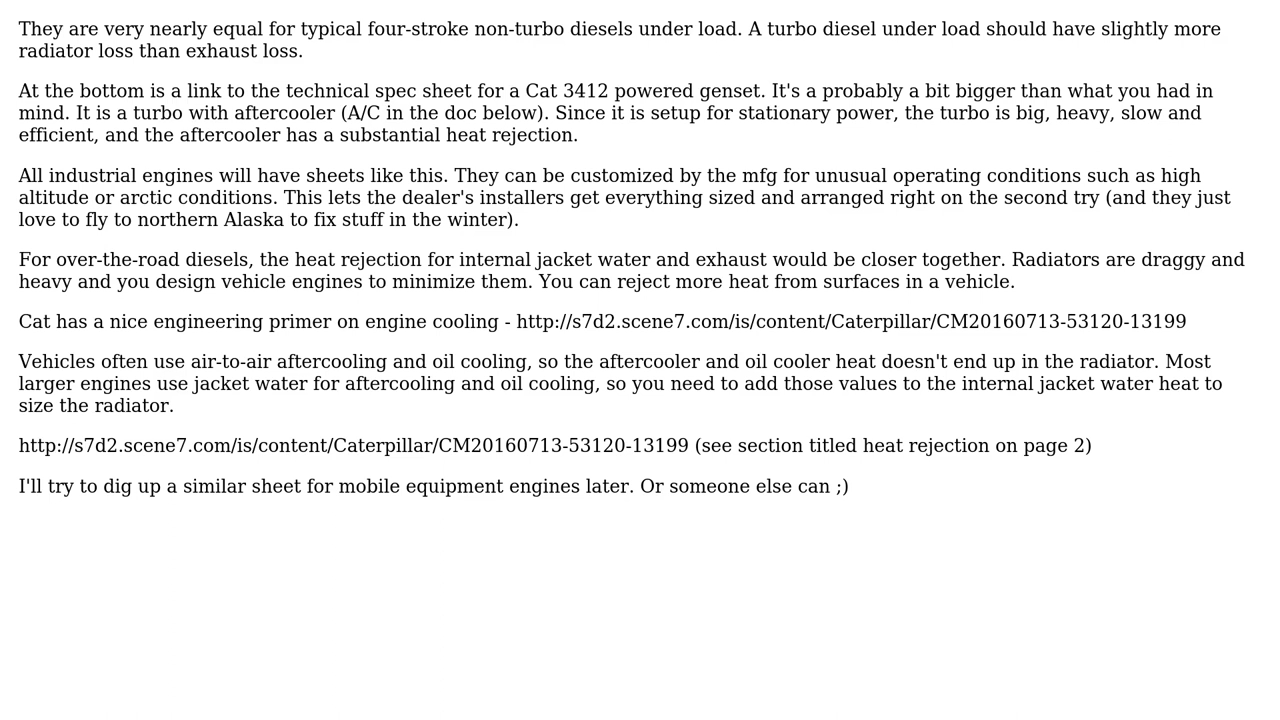 They are very nearly equal for typical four-stroke non-turbo diesels under load. A turbo diesel under load should have slightly more
radiator loss than exhaust loss.
At the bottom is a link to the technical spec sheet for a Cat 3412 powered genset. It's a probably a bit bigger than what you had in
mind. It is a turbo with aftercooler (A/C in the doc below). Since it is setup for stationary power, the turbo is big, heavy, slow and
efficient, and the aftercooler has a substantial heat rejection.
All industrial engines will have sheets like this. They can be customized by the mfg for unusual operating conditions such as high
altitude or arctic conditions. This lets the dealer's installers get everything sized and arranged right on the second try (and they just
love to fly to northern Alaska to fix stuff in the winter).
For over-the-road diesels, the heat rejection for internal jacket water and exhaust would be closer together. Radiators are draggy and
heavy and you design vehicle engines to minimize them. You can reject more heat from surfaces in a vehicle.
Cat has a nice engineering primer on engine cooling - http://s7d2.scene7.com/is/content/Caterpillar/CM20160713-53120-13199
Vehicles often use air-to-air aftercooling and oil cooling, so the aftercooler and oil cooler heat doesn't end up in the radiator. Most
larger engines use jacket water for aftercooling and oil cooling, so you need to add those values to the internal jacket water heat to
size the radiator.
http://s7d2.scene7.com/is/content/Caterpillar/CM20160713-53120-13199 (see section titled heat rejection on page 2)
I'll try to dig up a similar sheet for mobile equipment engines later. Or someone else can ;)